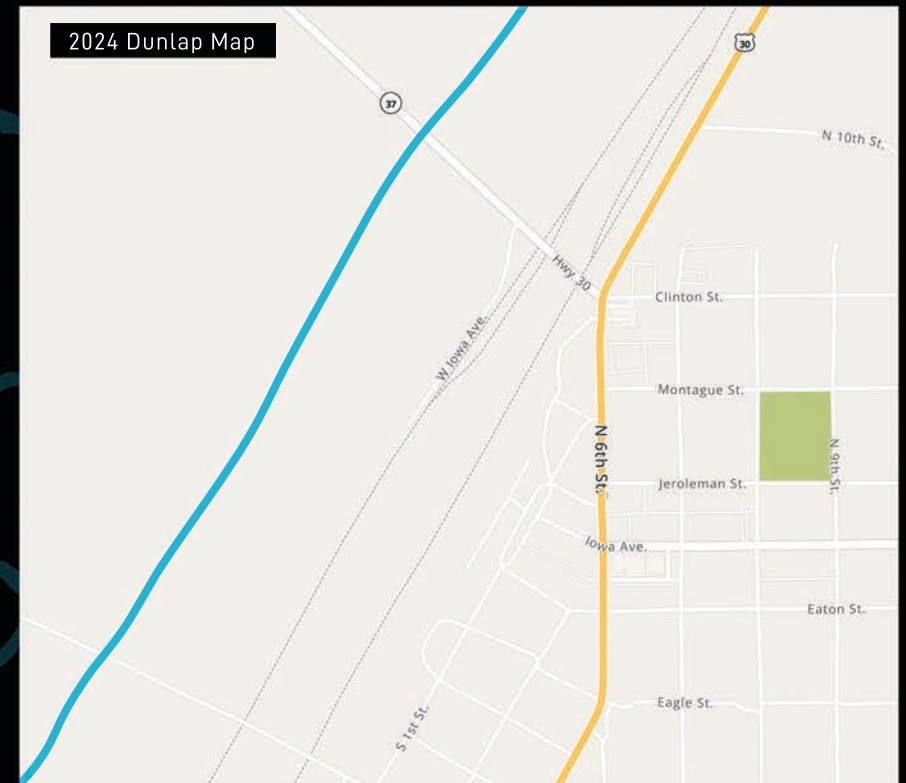 2024 Dunlap Map
30
37
N 10th St.
Hwy 30
Clinton St.
W Iowa Ave.
Montague St.
N 6th St.
N 9th St.
Jeroleman St.
Iowa Ave.
Eaton St.
Eagle St.
S 1st St.